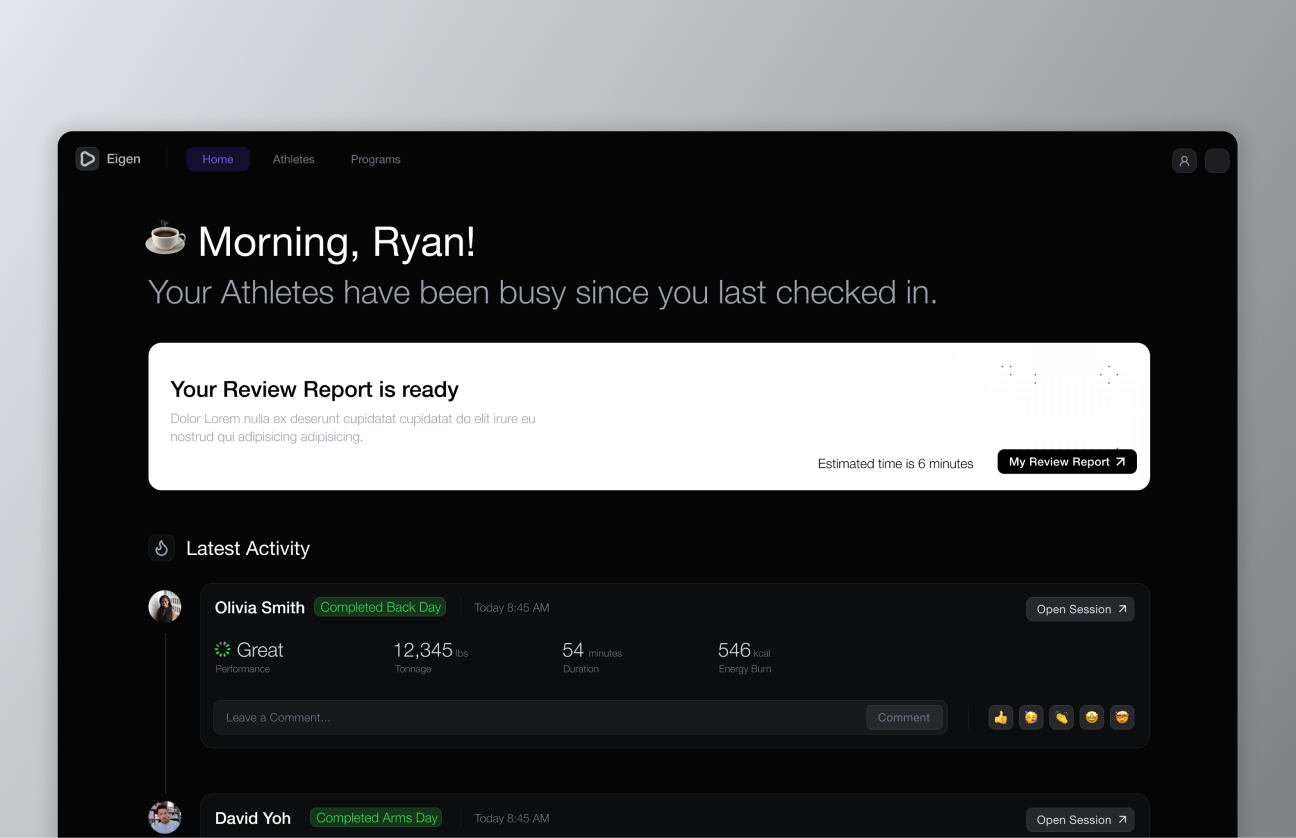 Eigen
Home
Athletes
Programs
Morning, Ryan!
Your Athletes have been busy since you last checked in.
Your Review Report is ready
Dolor Lorem nulla ex deserunt cupidatat cupidatat do elit irure eu
nostrud qui adipisicing adipisicing.
Estimated time is 6 minutes
My Review Report
Latest Activity
Olivia Smith
Completed Back Day
Today 8:45 AM
Open Session
Great
Performance
12,345 lbs
Tonnage
54 minutes
Duration
546 kcal
Energy Burn
Leave a Comment...
Comment
David Yoh
Completed Arms Day
Today 8:45 AM
Open Session